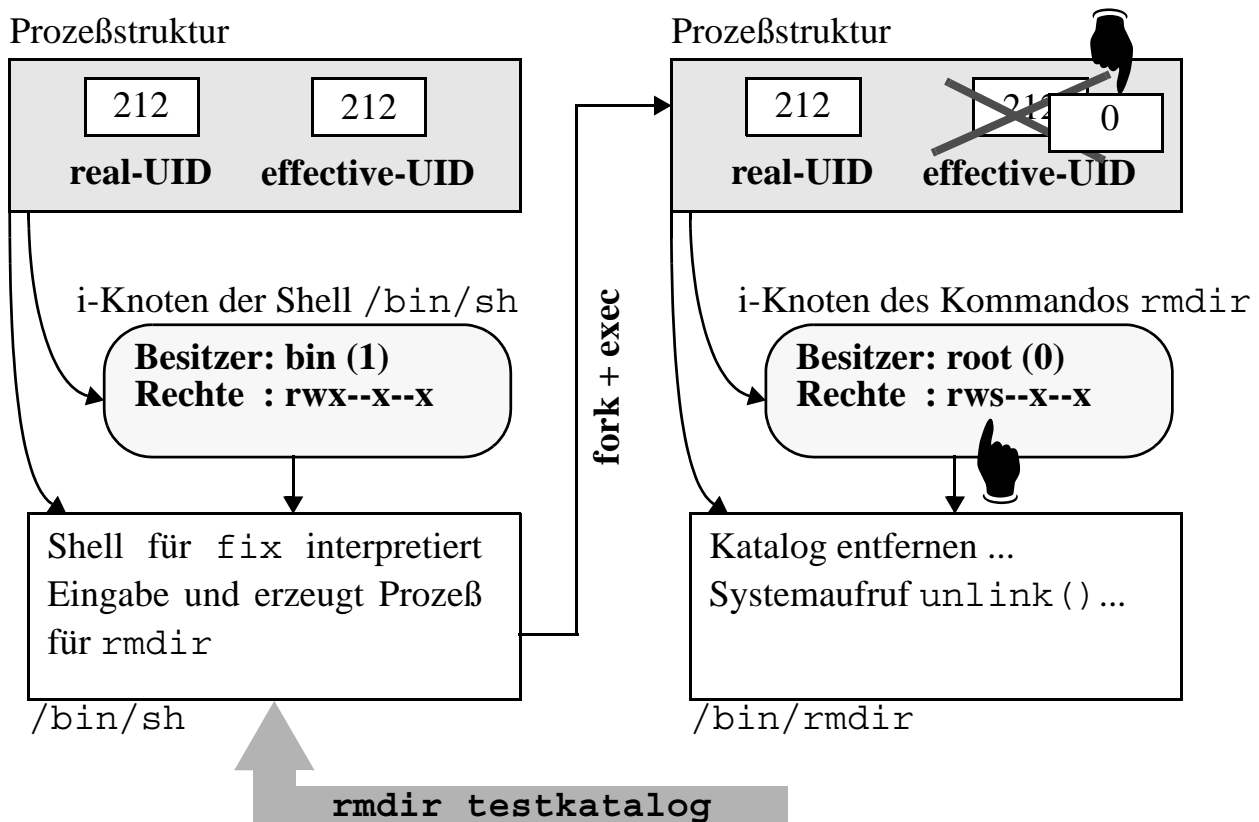 Prozeßstruktur
212
212
real-UID
effective-UID
i-Knoten der Shell /bin/sh
Besitzer: bin (1)
Rechte : rwx--x--x
Shell für fix interpretiert
Eingabe und erzeugt Prozeß
für rmdir
/bin/sh
rmdir testkatalog
fork + exec
Prozeßstruktur
212
212
0
real-UID
effective-UID
i-Knoten des Kommandos rmdir
Besitzer: root (0)
Rechte : rws--x--x
Katalog entfernen ...
Systemaufruf unlink()...
/bin/rmdir